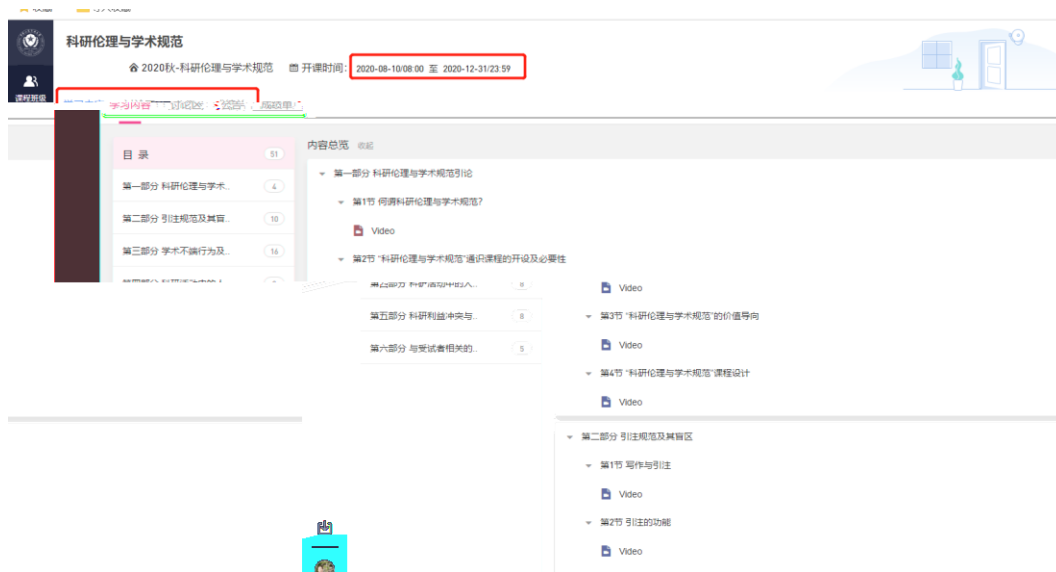 科研伦理与学术规范
2020秋-科研伦理与学术规范 开课时间: 2020-08-10/08:00 至 2020-12-31/23:59
课程班级
学习内容
目 录 51
第一部分 科研伦理与学术.. 4
第二部分 引注规范及其盲.. 10
第三部分 学术不端行为及.. 16
内容总览 收起
第一部分 科研伦理与学术规范引论
第1节 何谓科研伦理与学术规范?
Video
第2节 “科研伦理与学术规范”通识课程的开设及必要性
第四部分 科研活动中的人.. 8
第五部分 科研利益冲突与.. 8
第六部分 与受试者相关的.. 5
Video
第3节 “科研伦理与学术规范”的价值导向
Video
第4节 “科研伦理与学术规范”课程设计
Video
第二部分 引注规范及其盲区
第1节 写作与引注
Video
第2节 引注的功能
Video